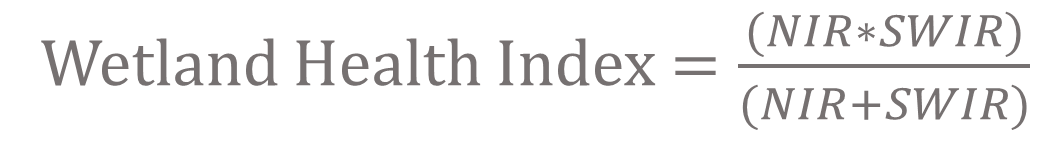 Wetland Health Index = (NIR*SWIR)
(NIR+SWIR)